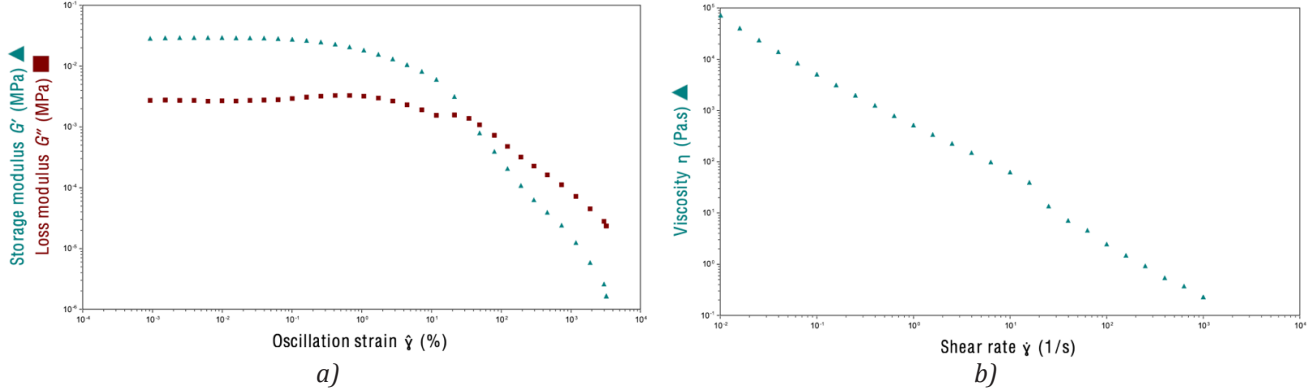 Storage modulus G′ (MPa)
Loss modulus G″ (MPa)
10⁻¹
10⁻²
10⁻³
10⁻⁴
10⁻⁵
10⁻⁶
10⁻⁴ 10⁻³ 10⁻² 10⁻¹ 10⁰ 10¹ 10² 10³ 10⁴
Oscillation strain γ̂ (%)
a)
Viscosity η (Pa.s)
10⁵
10⁴
10³
10²
10¹
10⁰
10⁻¹
10⁻² 10⁻¹ 10⁰ 10¹ 10² 10³ 10⁴
Shear rate γ̇ (1/s)
b)